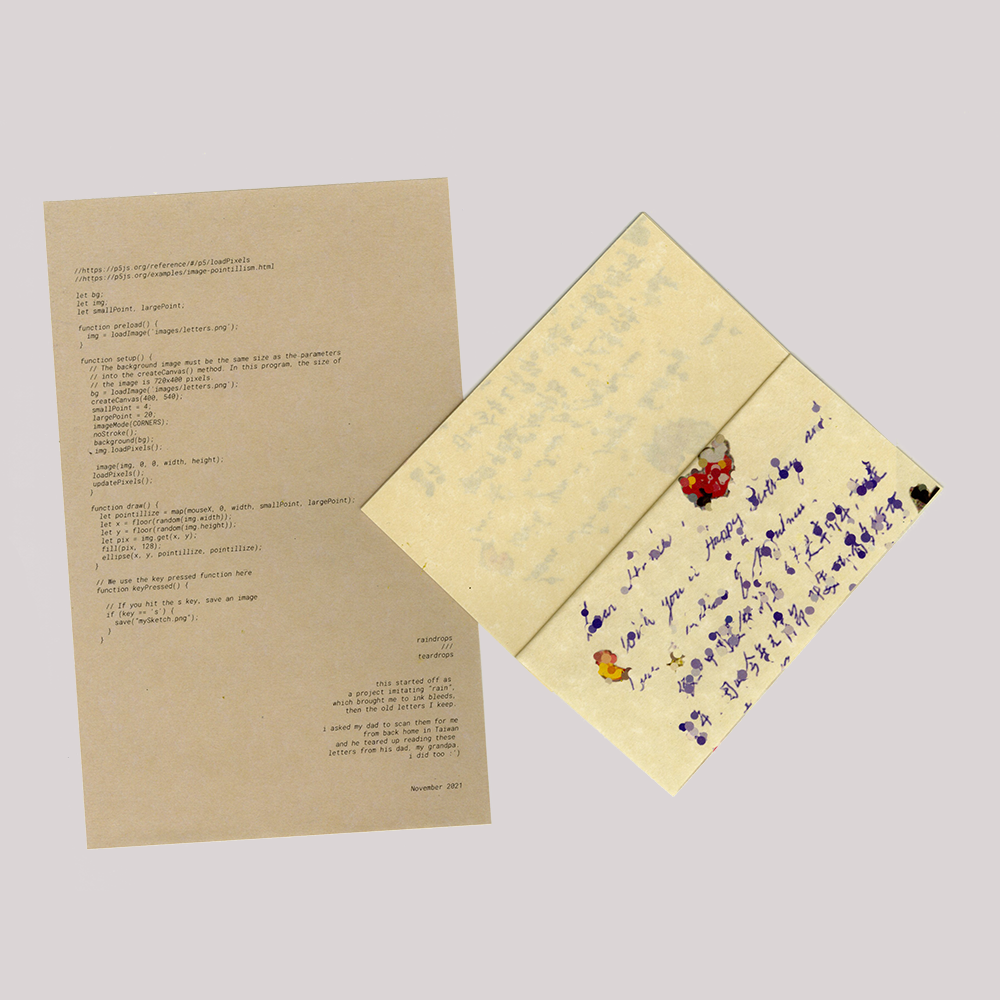 //https://p5js.org/reference/#/p5/loadPixels
//https://p5js.org/examples/image-pointillism.html
let bg;
let img;
let smallPoint, largePoint;
function preload() {
img = loadImage(`images/letters.png`);
}
function setup() {
// The background image must be the same size as the parameters
// into the createCanvas() method. In this program, the size of
// the image is 720x400 pixels
bg = loadImage(`images/letters.png`);
createCanvas(400, 540);
smallPoint = 4;
largePoint = 20;
imageMode(CORNERS);
noStroke();
background(bg);
img.loadPixels();
image(img, 0, 0, width, height);
loadPixels();
updatePixels();
}
function draw() {
let pointillize = map(mouseX, 0, width, smallPoint, largePoint);
let x = floor(random(img.width));
let y = floor(random(img.height));
let pix = img.get(x, y);
fill(pix, 128);
ellipse(x, y, pointillize, pointillize);
}
// We use the key pressed function here
function keyPressed() {
// If you hit the s key, save an image
if (key == 's') {
save("mySketch.png");
}
}
raindrops
///
teardrops
this started off as
a project imitating "rain",
which brought me to ink bleeds,
then the old letters I keep.
i asked my dad to scan them for me
from back home in Taiwan
and he teared up reading these
letters from his dad, my grandpa.
i did too :')
November 2021
Wish you a Happy Birthday